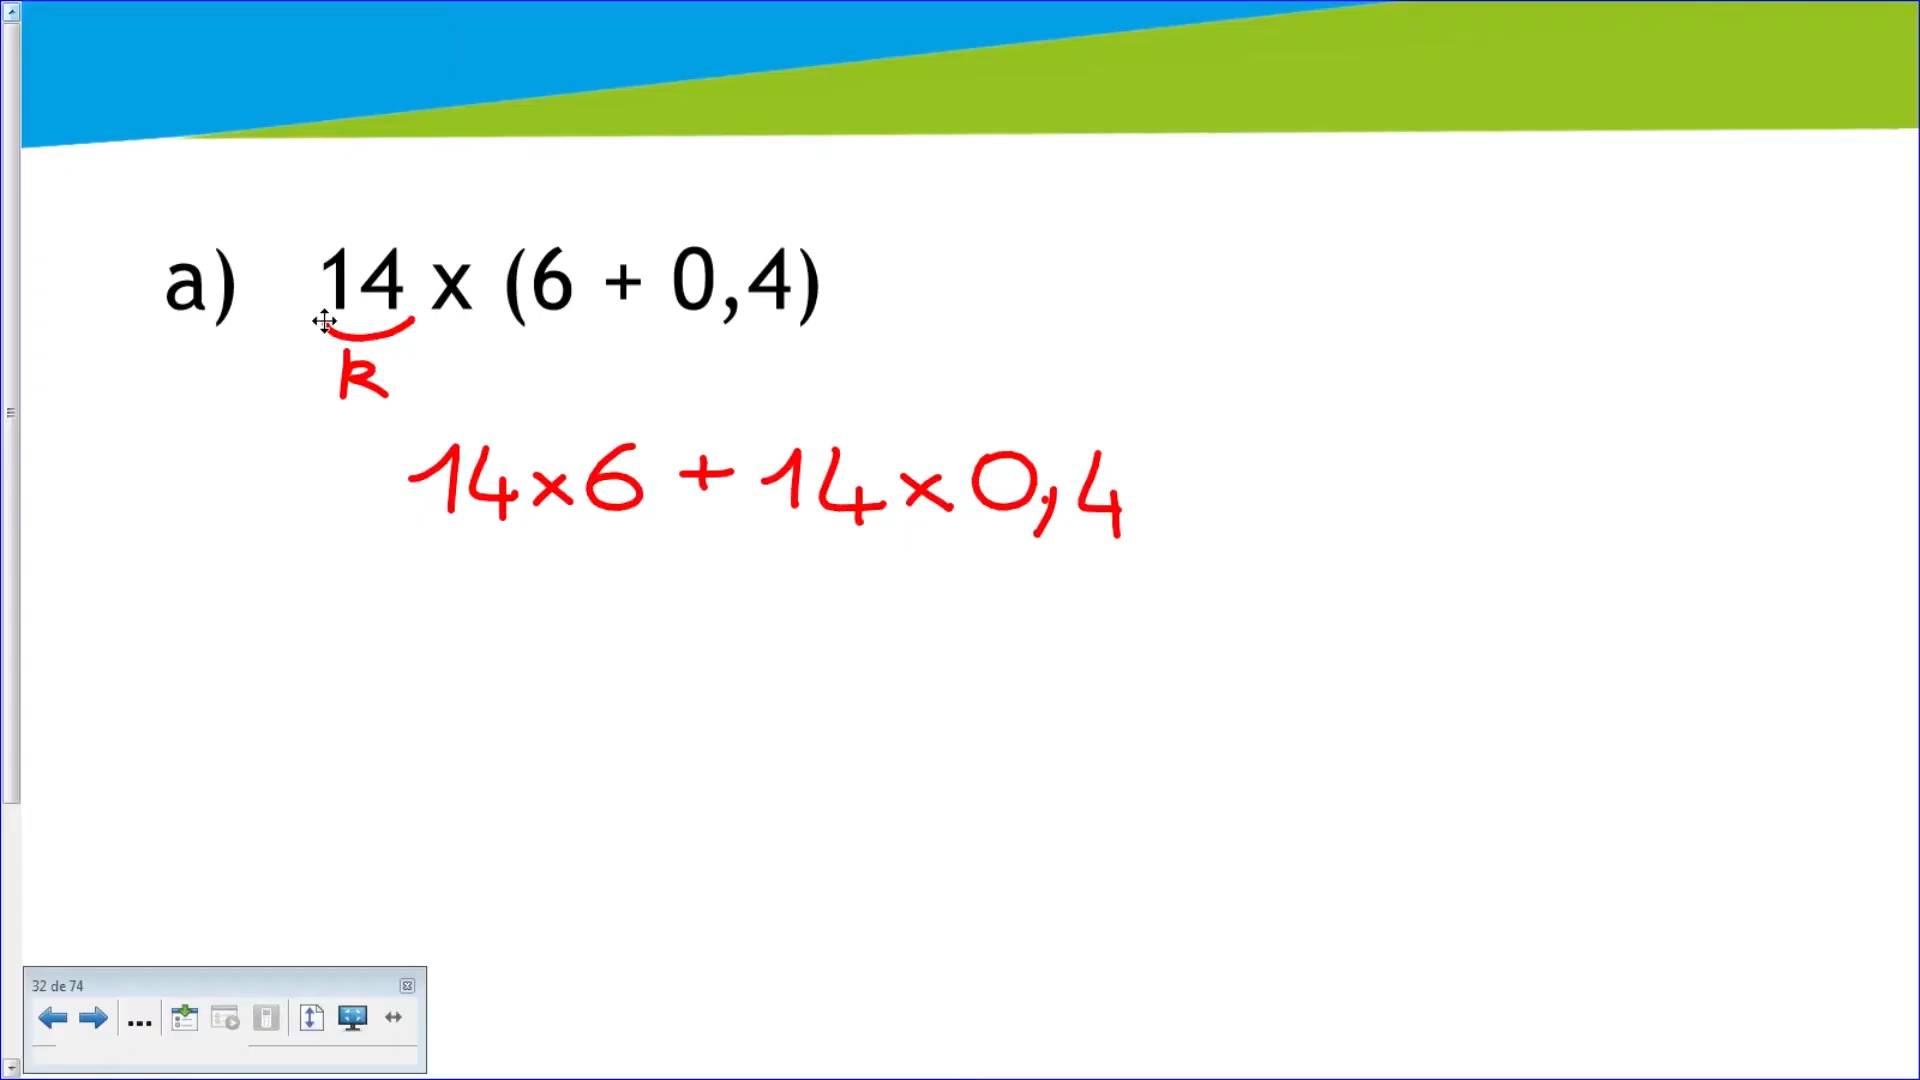 a) 14 x (6 + 0,4)
k
14 x 6 + 14 x 0,4
32 de 74
...